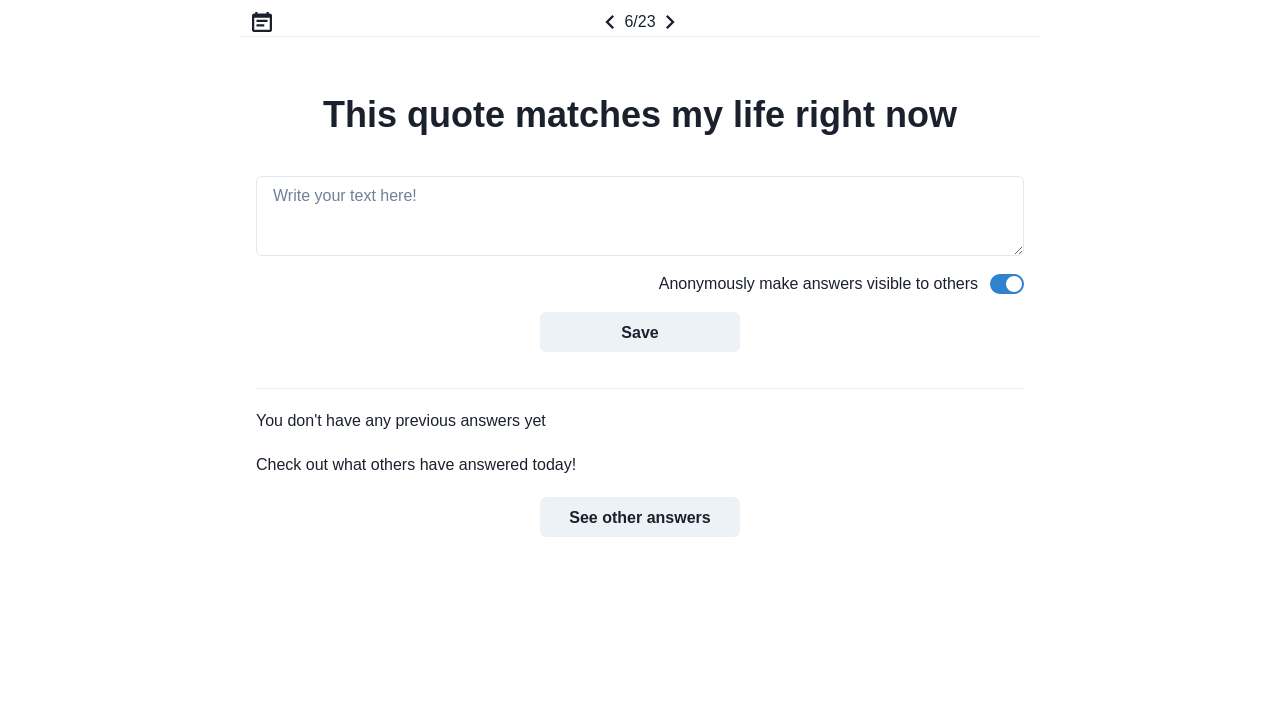 6/23
This quote matches my life right now
Write your text here!
Anonymously make answers visible to others
Save
You don't have any previous answers yet
Check out what others have answered today!
See other answers